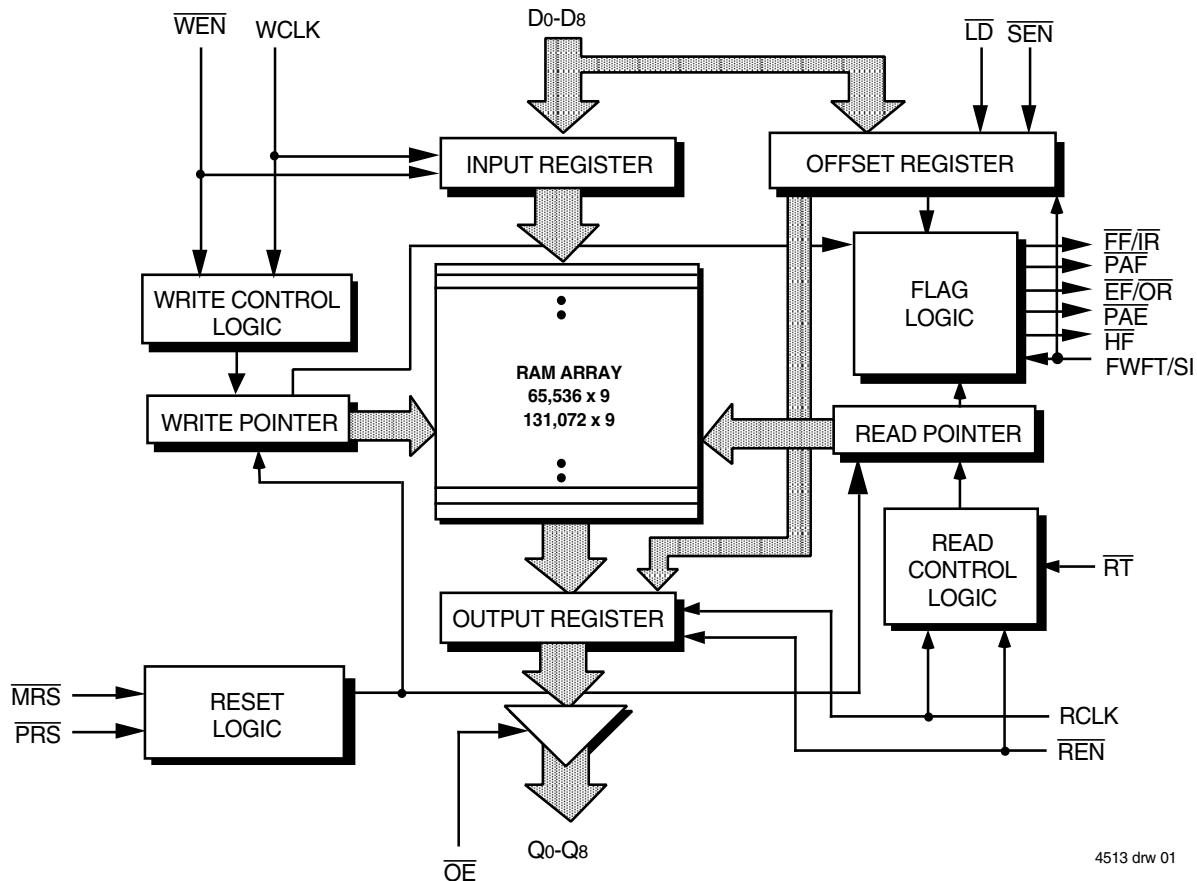 WEN WCLK D0-D8 LD SEN
INPUT REGISTER OFFSET REGISTER
WRITE CONTROL
LOGIC
FLAG
LOGIC
FF/IR
PAF
EF/OR
PAE
HF
FWFT/SI
RAM ARRAY
65,536 x 9
131,072 x 9
WRITE POINTER READ POINTER
READ
CONTROL
LOGIC
RT
OUTPUT REGISTER
MRS
PRS
RESET
LOGIC
RCLK
REN
OE
Q0-Q8
4513 drw 01